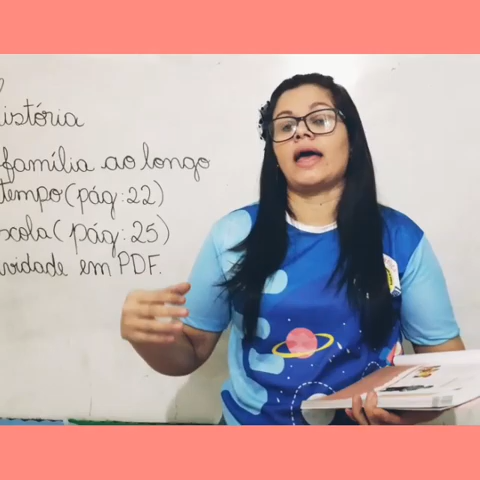 istória
família ao longo
tempo (pág: 22)
scola (pág: 25)
vidade em PDF.